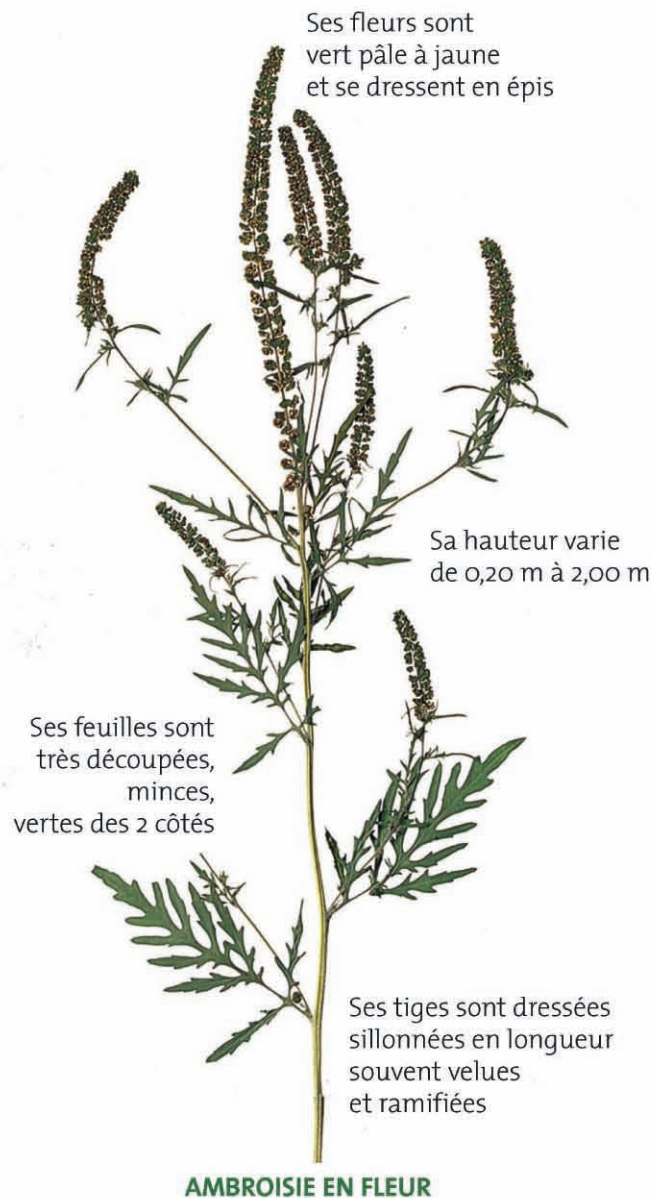 Ses fleurs sont
vert pâle à jaune
et se dressent en épis
Sa hauteur varie
de 0,20 m à 2,00 m
Ses feuilles sont
très découpées,
minces,
vertes des 2 côtés
Ses tiges sont dressées
sillonnées en longueur
souvent velues
et ramifiées
AMBROISIE EN FLEUR